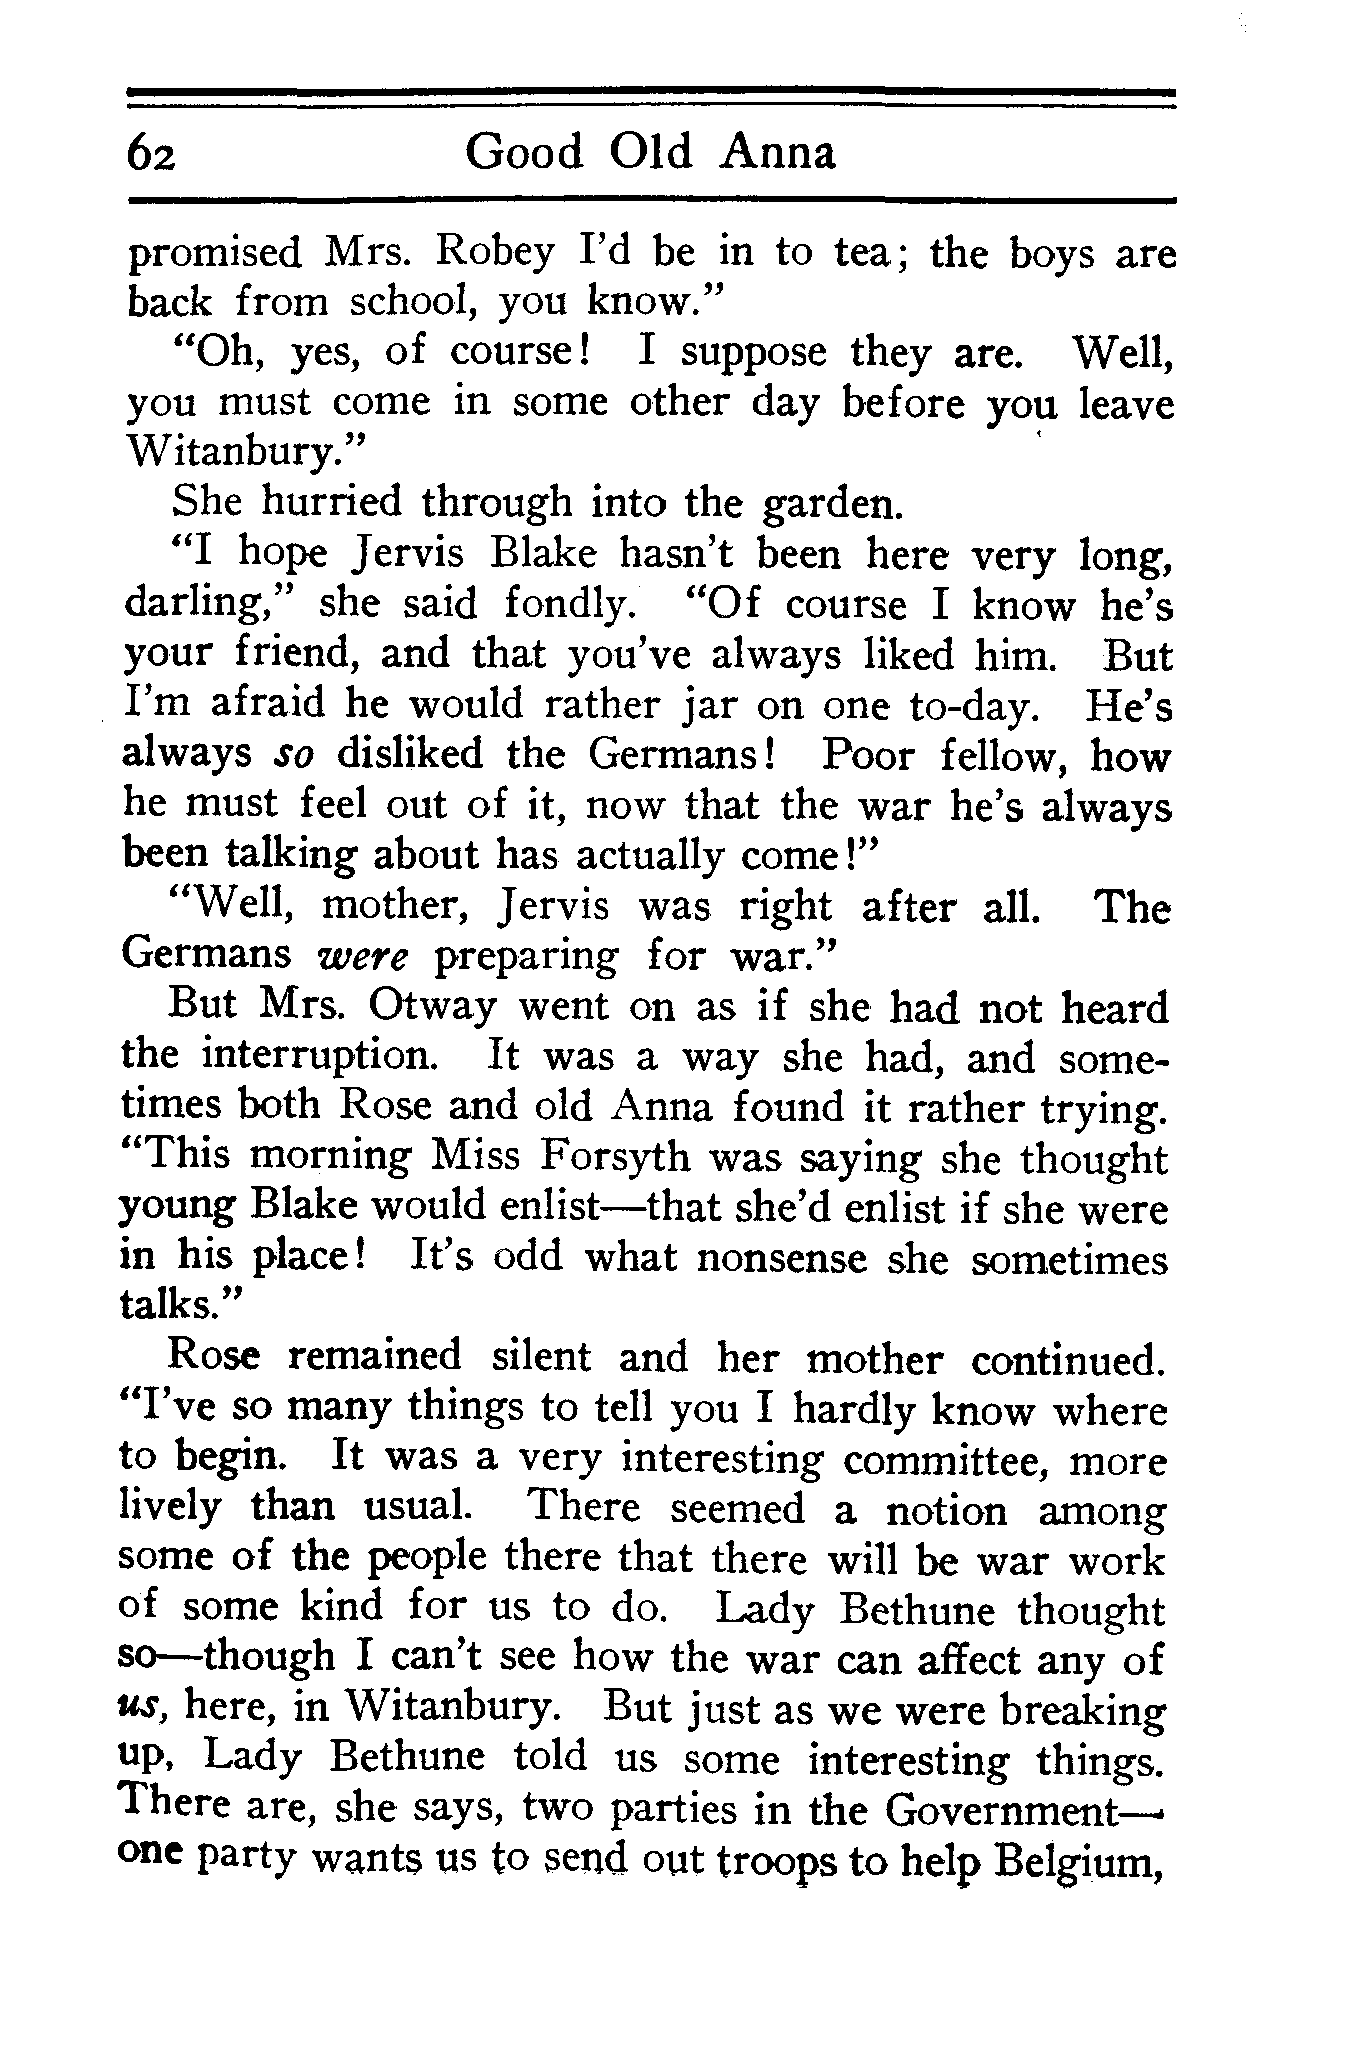 62 Good Old Anna
promised Mrs. Robey I'd be in to tea; the boys are
back from school, you know."
"Oh, yes, of course! I suppose they are. Well,
you must come in some other day before you leave
Witanbury."
She hurried through into the garden.
"I hope Jervis Blake hasn't been here very long,
darling," she said fondly. "Of course I know he's
your friend, and that you've always liked him. But
I'm afraid he would rather jar on one to-day. He's
always so disliked the Germans! Poor fellow, how
he must feel out of it, now that the war he's always
been talking about has actually come!"
"Well, mother, Jervis was right after all. The
Germans were preparing for war."
But Mrs. Otway went on as if she had not heard
the interruption. It was a way she had, and some-
times both Rose and old Anna found it rather trying.
"This morning Miss Forsyth was saying she thought
young Blake would enlist—that she'd enlist if she were
in his place! It's odd what nonsense she sometimes
talks."
Rose remained silent and her mother continued.
"I've so many things to tell you I hardly know where
to begin. It was a very interesting committee, more
lively than usual. There seemed a notion among
some of the people there that there will be war work
of some kind for us to do. Lady Bethune thought
so—though I can't see how the war can affect any of
us, here, in Witanbury. But just as we were breaking
up, Lady Bethune told us some interesting things.
There are, she says, two parties in the Government—
one party wants us to send out troops to help Belgium,